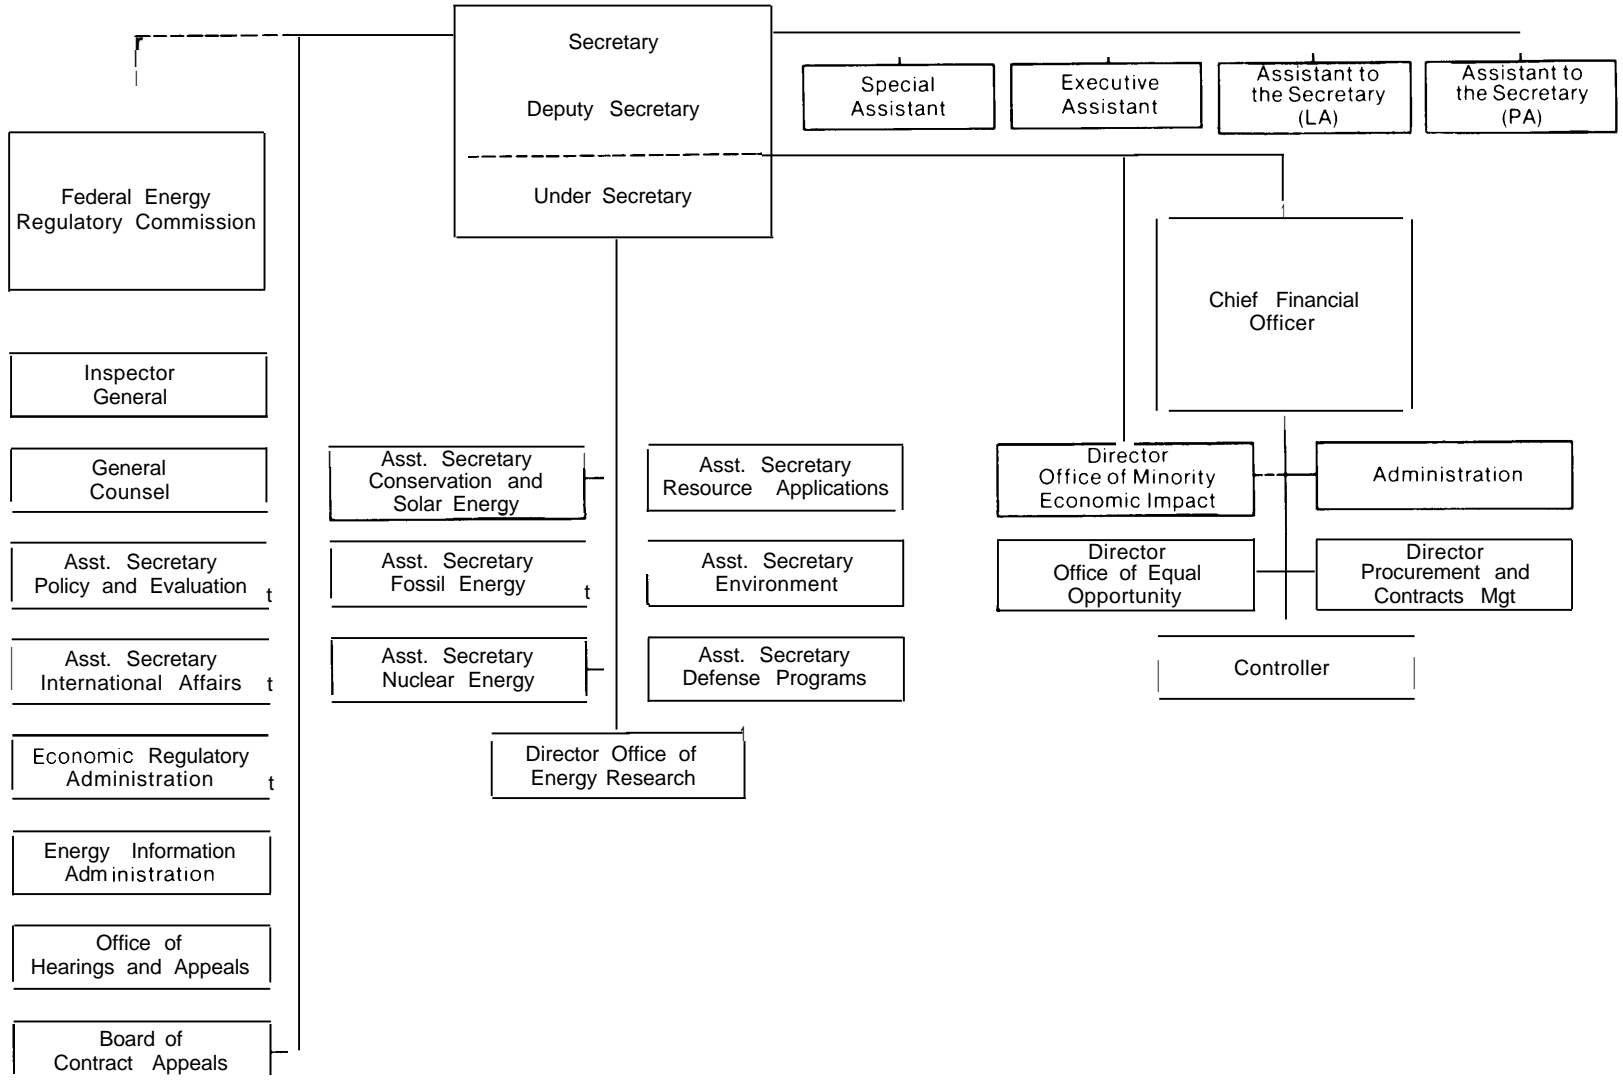 Secretary
Deputy Secretary
Under Secretary
Special
Assistant
Executive
Assistant
Assistant to
the Secretary
(LA)
Assistant to
the Secretary
(PA)
Federal Energy
Regulatory Commission
Chief Financial
Officer
Inspector
General
General
Counsel
Asst. Secretary
Policy and Evaluation
t
Asst. Secretary
International Affairs
t
Economic Regulatory
Administration
t
Energy Information
Administration
Office of
Hearings and Appeals
Board of
Contract Appeals
Asst. Secretary
Conservation and
Solar Energy
Asst. Secretary
Resource Applications
Asst. Secretary
Fossil Energy
t
Asst. Secretary
Environment
Asst. Secretary
Nuclear Energy
Asst. Secretary
Defense Programs
Director Office of
Energy Research
Director
Office of Minority
Economic Impact
Administration
Director
Office of Equal
Opportunity
Director
Procurement and
Contracts Mgt
Controller